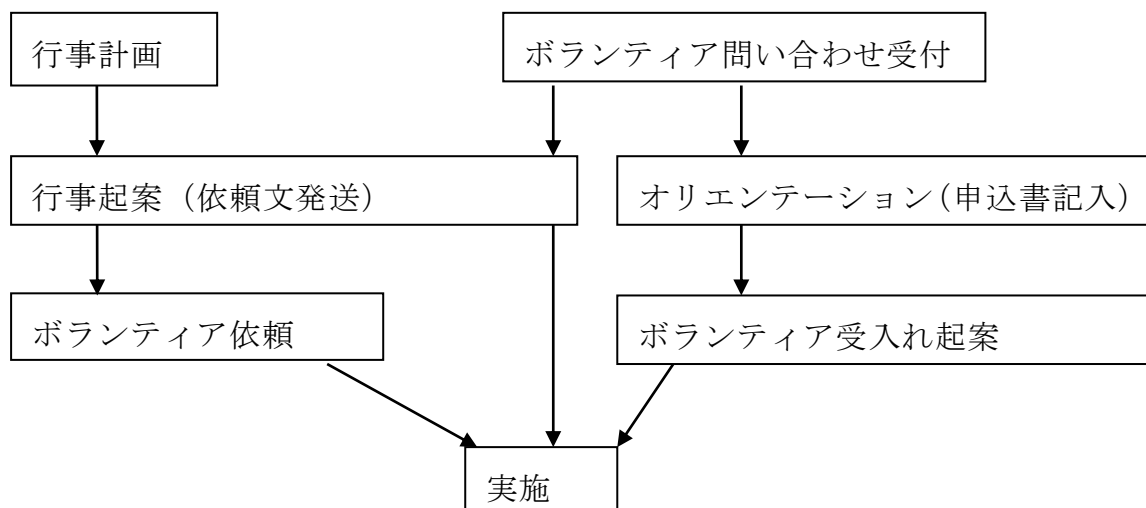 行事計画
ボランティア問い合わせ受付
行事起案（依頼文発送）
オリエンテーション（申込書記入）
ボランティア依頼
ボランティア受入れ起案
実施